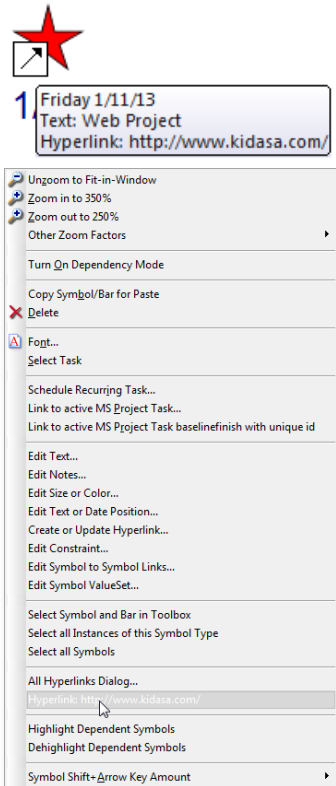 1/
Friday 1/11/13
Text: Web Project
Hyperlink: http://www.kidasa.com/
Unzoom to Fit-in-Window
Zoom in to 350%
Zoom out to 250%
Other Zoom Factors
Turn On Dependency Mode
Copy Symbol/Bar for Paste
Delete
A Font...
Select Task
Schedule Recurring Task...
Link to active MS Project Task...
Link to active MS Project Task baselinefinish with unique id
Edit Text...
Edit Notes...
Edit Size or Color...
Edit Text or Date Position...
Create or Update Hyperlink...
Edit Constraint...
Edit Symbol to Symbol Links...
Edit Symbol ValueSet...
Select Symbol and Bar in Toolbox
Select all Instances of this Symbol Type
Select all Symbols
All Hyperlinks Dialog...
Hyperlink: http://www.kidasa.com/
Highlight Dependent Symbols
Dehighlight Dependent Symbols
Symbol Shift+Arrow Key Amount